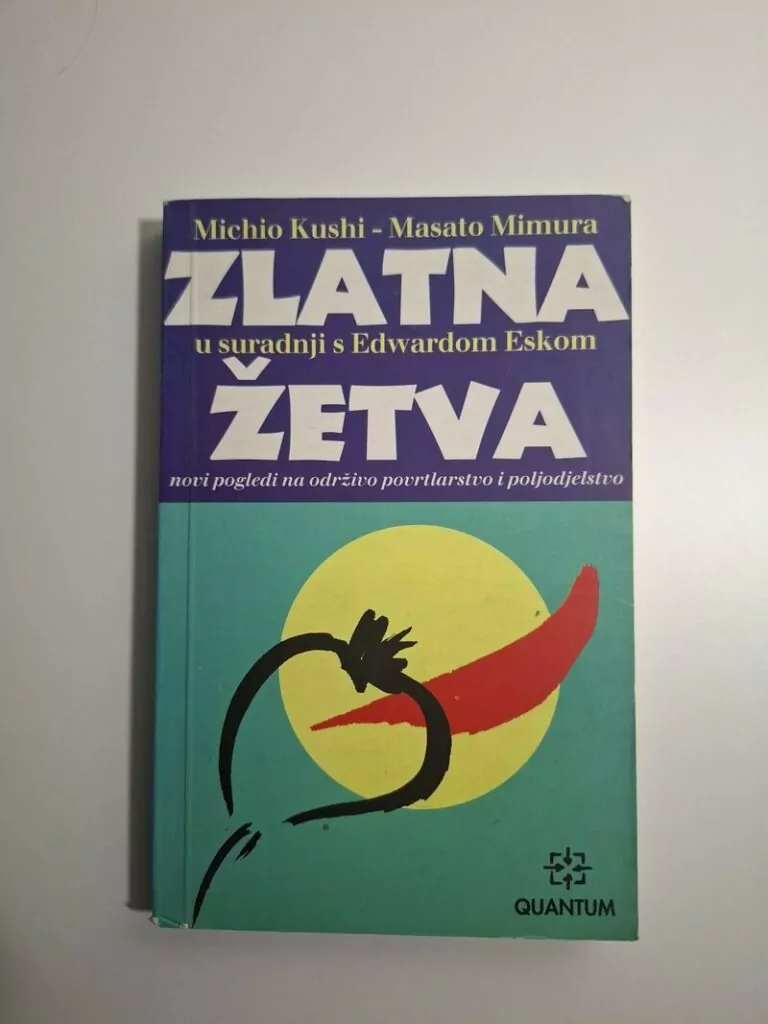 Michio Kushi - Masato Mimura
ZLATNA
u suradnji s Edwardom Eskom
ŽETVA
novi pogledi na održivo povrtlarstvo i poljodjelstvo
QUANTUM